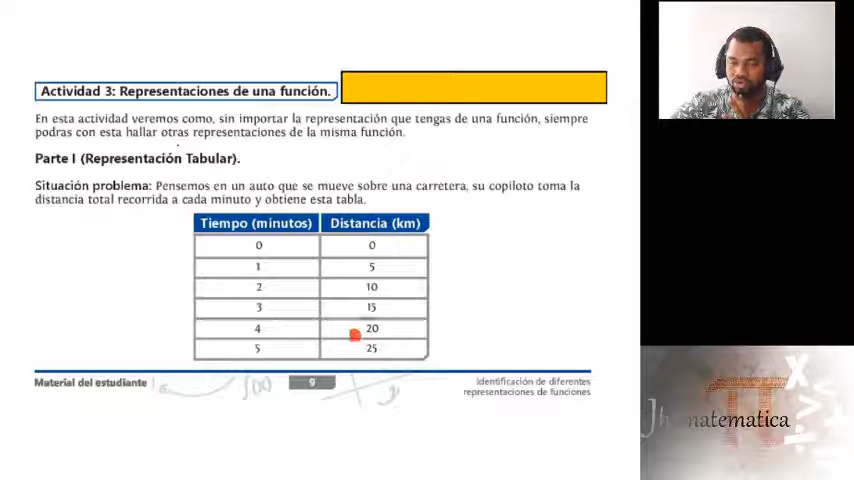 Actividad 3: Representaciones de una función.
En esta actividad veremos como, sin importar la representación que tengas de una función, siempre
podras con esta hallar otras representaciones de la misma función.
Parte I (Representación Tabular).
Situación problema: Pensemos en un auto que se mueve sobre una carretera, su copiloto toma la
distancia total recorrida a cada minuto y obtiene esta tabla.
Tiempo (minutos) Distancia (km)
0 0
1 5
2 10
3 15
4 20
5 25
Material del estudiante
f(x)
9
Identificación de diferentes
representaciones de funciones
matematica